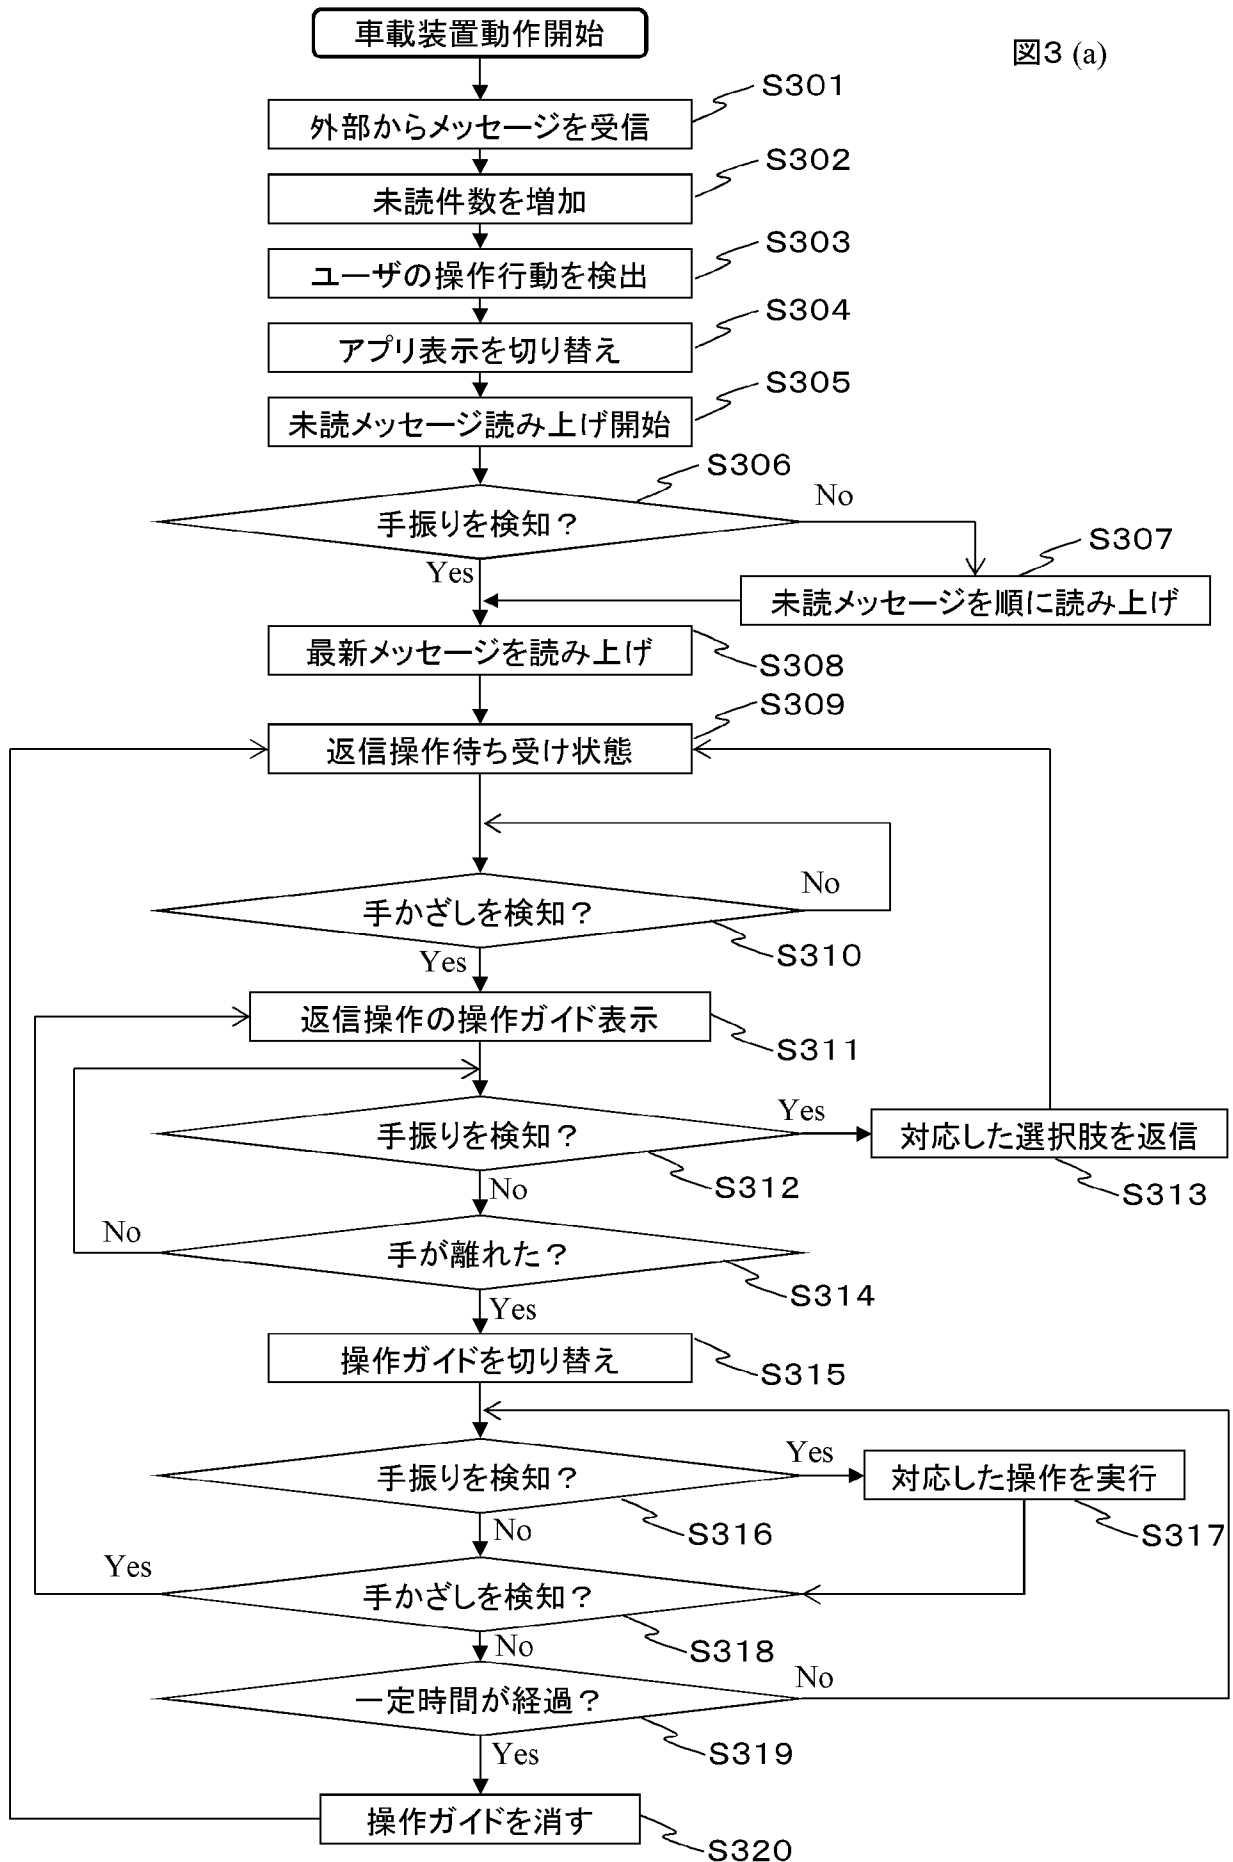 車載装置動作開始
図3 (a)
S301
外部からメッセージを受信
S302
未読件数を増加
S303
ユーザの操作行動を検出
S304
アプリ表示を切り替え
S305
未読メッセージ読み上げ開始
S306
No
手振りを検知？
S307
Yes
未読メッセージを順に読み上げ
最新メッセージを読み上げ
S308
S309
返信操作待ち受け状態
No
手かざしを検知？
S310
Yes
返信操作の操作ガイド表示
S311
Yes
手振りを検知？
対応した選択肢を返信
S312
S313
No
No
手が離れた？
S314
Yes
操作ガイドを切り替え
S315
Yes
手振りを検知？
対応した操作を実行
S316
S317
No
Yes
手かざしを検知？
S318
No
No
一定時間が経過？
S319
Yes
操作ガイドを消す
S320